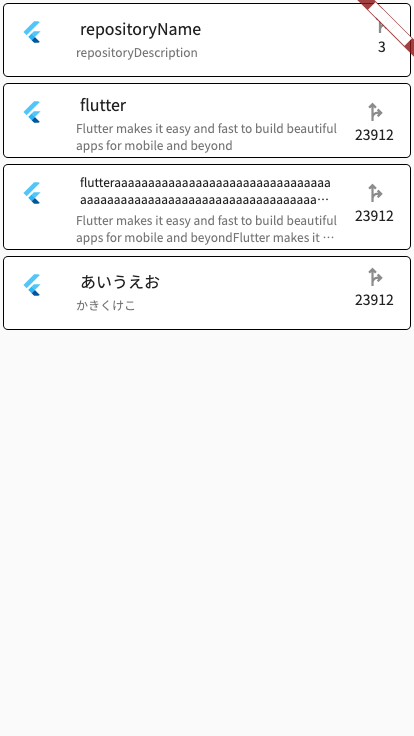 repositoryName
repositoryDescription
3
flutter
Flutter makes it easy and fast to build beautiful
apps for mobile and beyond
23912
flutteraaaaaaaaaaaaaaaaaaaaaaaaaaaaaaaa
aaaaaaaaaaaaaaaaaaaaaaaaaaaaaaaaaaa…
Flutter makes it easy and fast to build beautiful
apps for mobile and beyondFlutter makes it …
23912
あいうえお
かきくけこ
23912